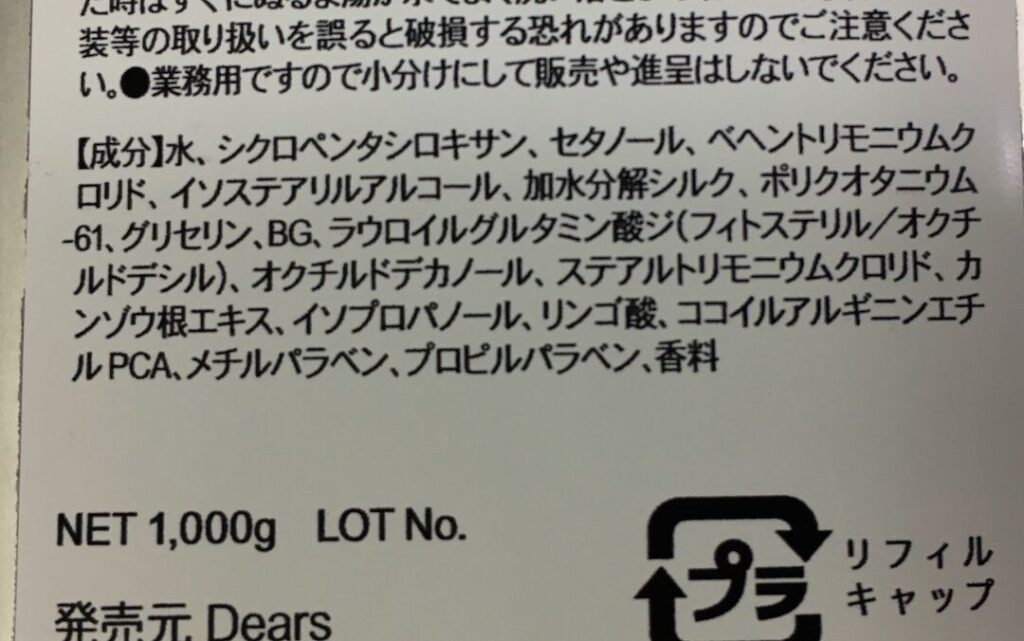 装等の取り扱いを誤ると破損する恐れがありますのでご注意くださ
い。●業務用ですので小分けにして販売や進呈はしないでください。
【成分】水、シクロペンタシロキサン、セタノール、ベヘントリモニウムク
ロリド、イソステアリルアルコール、加水分解シルク、ポリクオタニウム
-61、グリセリン、BG、ラウロイルグルタミン酸ジ(フィトステリル/オクチ
ルドデシル)、オクチルドデカノール、ステアルトリモニウムクロリド、カ
ンゾウ根エキス、イソプロパノール、リンゴ酸、ココイルアルギニンエチ
ルPCA、メチルパラベン、プロピルパラベン、香料
NET 1,000g LOT No.
プラ
リフィル
キャップ
発売元 Dears